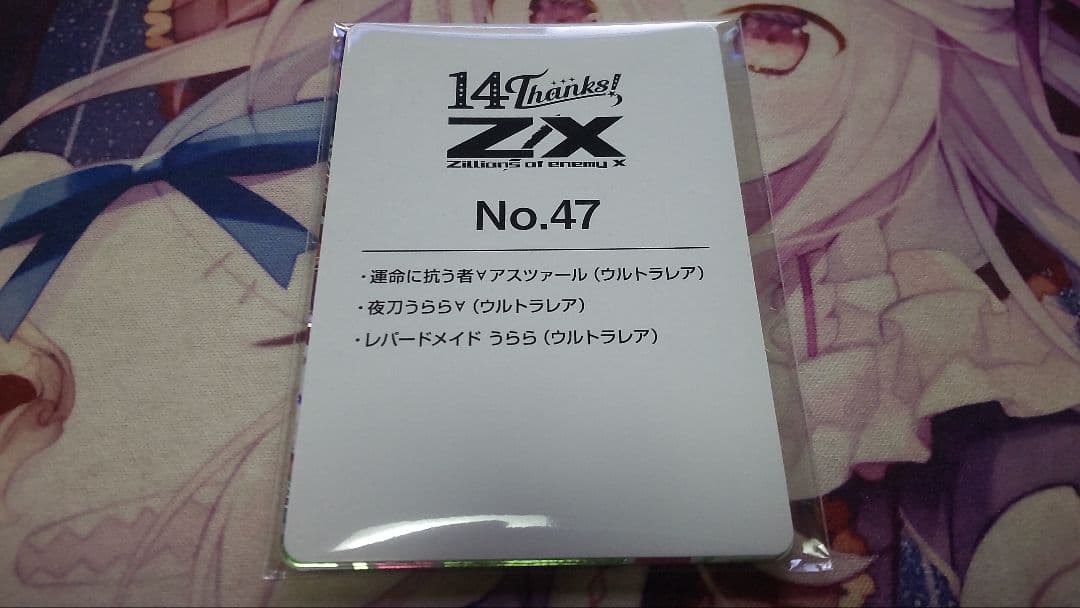 14 Thanks!
Z/X
Zillions of enemy X
No.47
・運命に抗う者∀アスツァール（ウルトラレア）
・夜刀うらら∀（ウルトラレア）
・レパードメイド うらら（ウルトラレア）